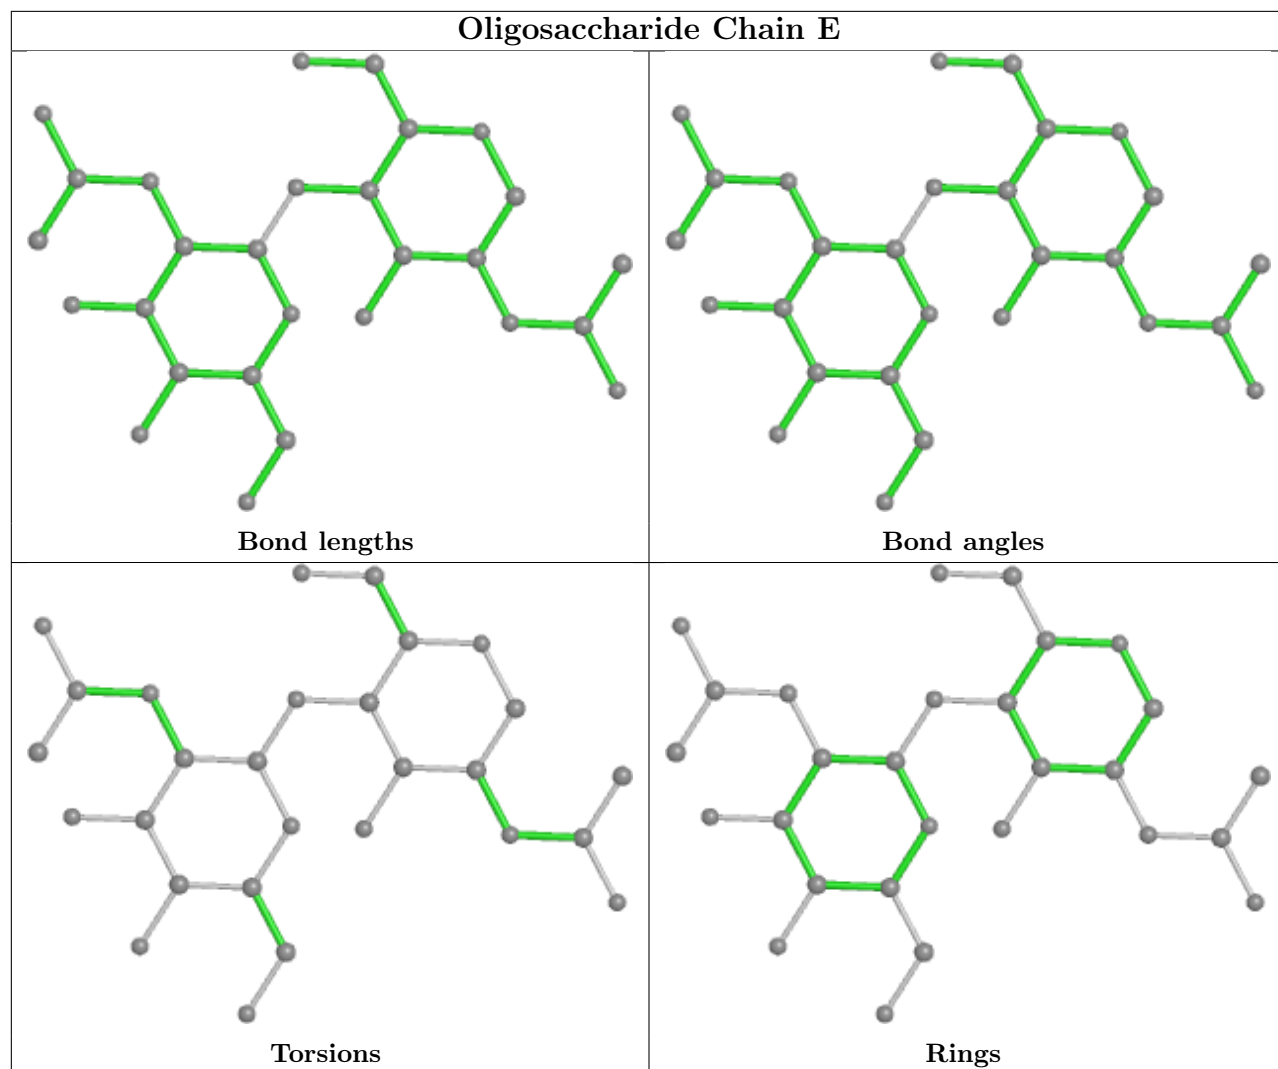 Oligosaccharide Chain E
Bond lengths
Bond angles
Torsions
Rings